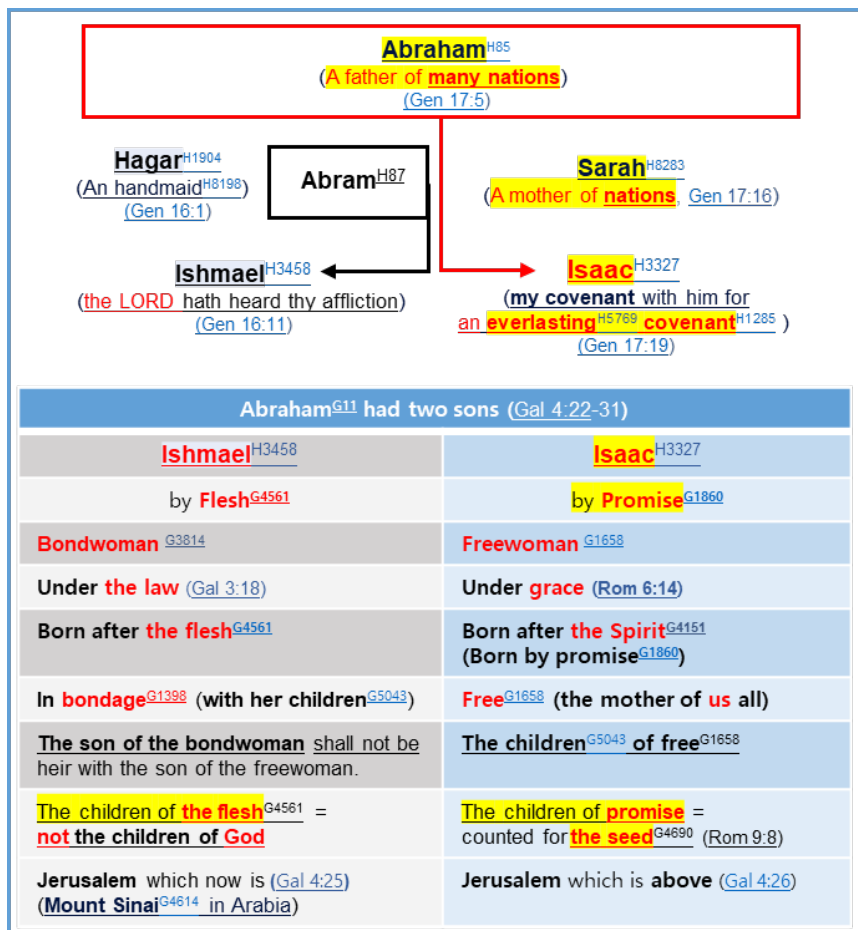 AbrahamH85
(A father of many nations)
(Gen 17:5)
HagarH1904
(An handmaidH8198)
(Gen 16:1)
AbramH87
SarahH8283
(A mother of nations, Gen 17:16)
IshmaelH3458
(the LORD hath heard thy affliction)
(Gen 16:11)
IsaacH3327
(my covenant with him for
an everlastingH5769 covenantH1285 )
(Gen 17:19)
AbrahamG11 had two sons (Gal 4:22-31)
IshmaelH3458
IsaacH3327
by FleshG4561
by PromiseG1860
Bondwoman G3814
Freewoman G1658
Under the law (Gal 3:18)
Under grace (Rom 6:14)
Born after the fleshG4561
Born after the SpiritG4151
(Born by promiseG1860)
In bondageG1398 (with her childrenG5043)
FreeG1658 (the mother of us all)
The son of the bondwoman shall not be
heir with the son of the freewoman.
The childrenG5043 of freeG1658
The children of the fleshG4561 =
not the children of God
The children of promise =
counted for the seedG4690 (Rom 9:8)
Jerusalem which now is (Gal 4:25)
(Mount SinaiG4614 in Arabia)
Jerusalem which is above (Gal 4:26)